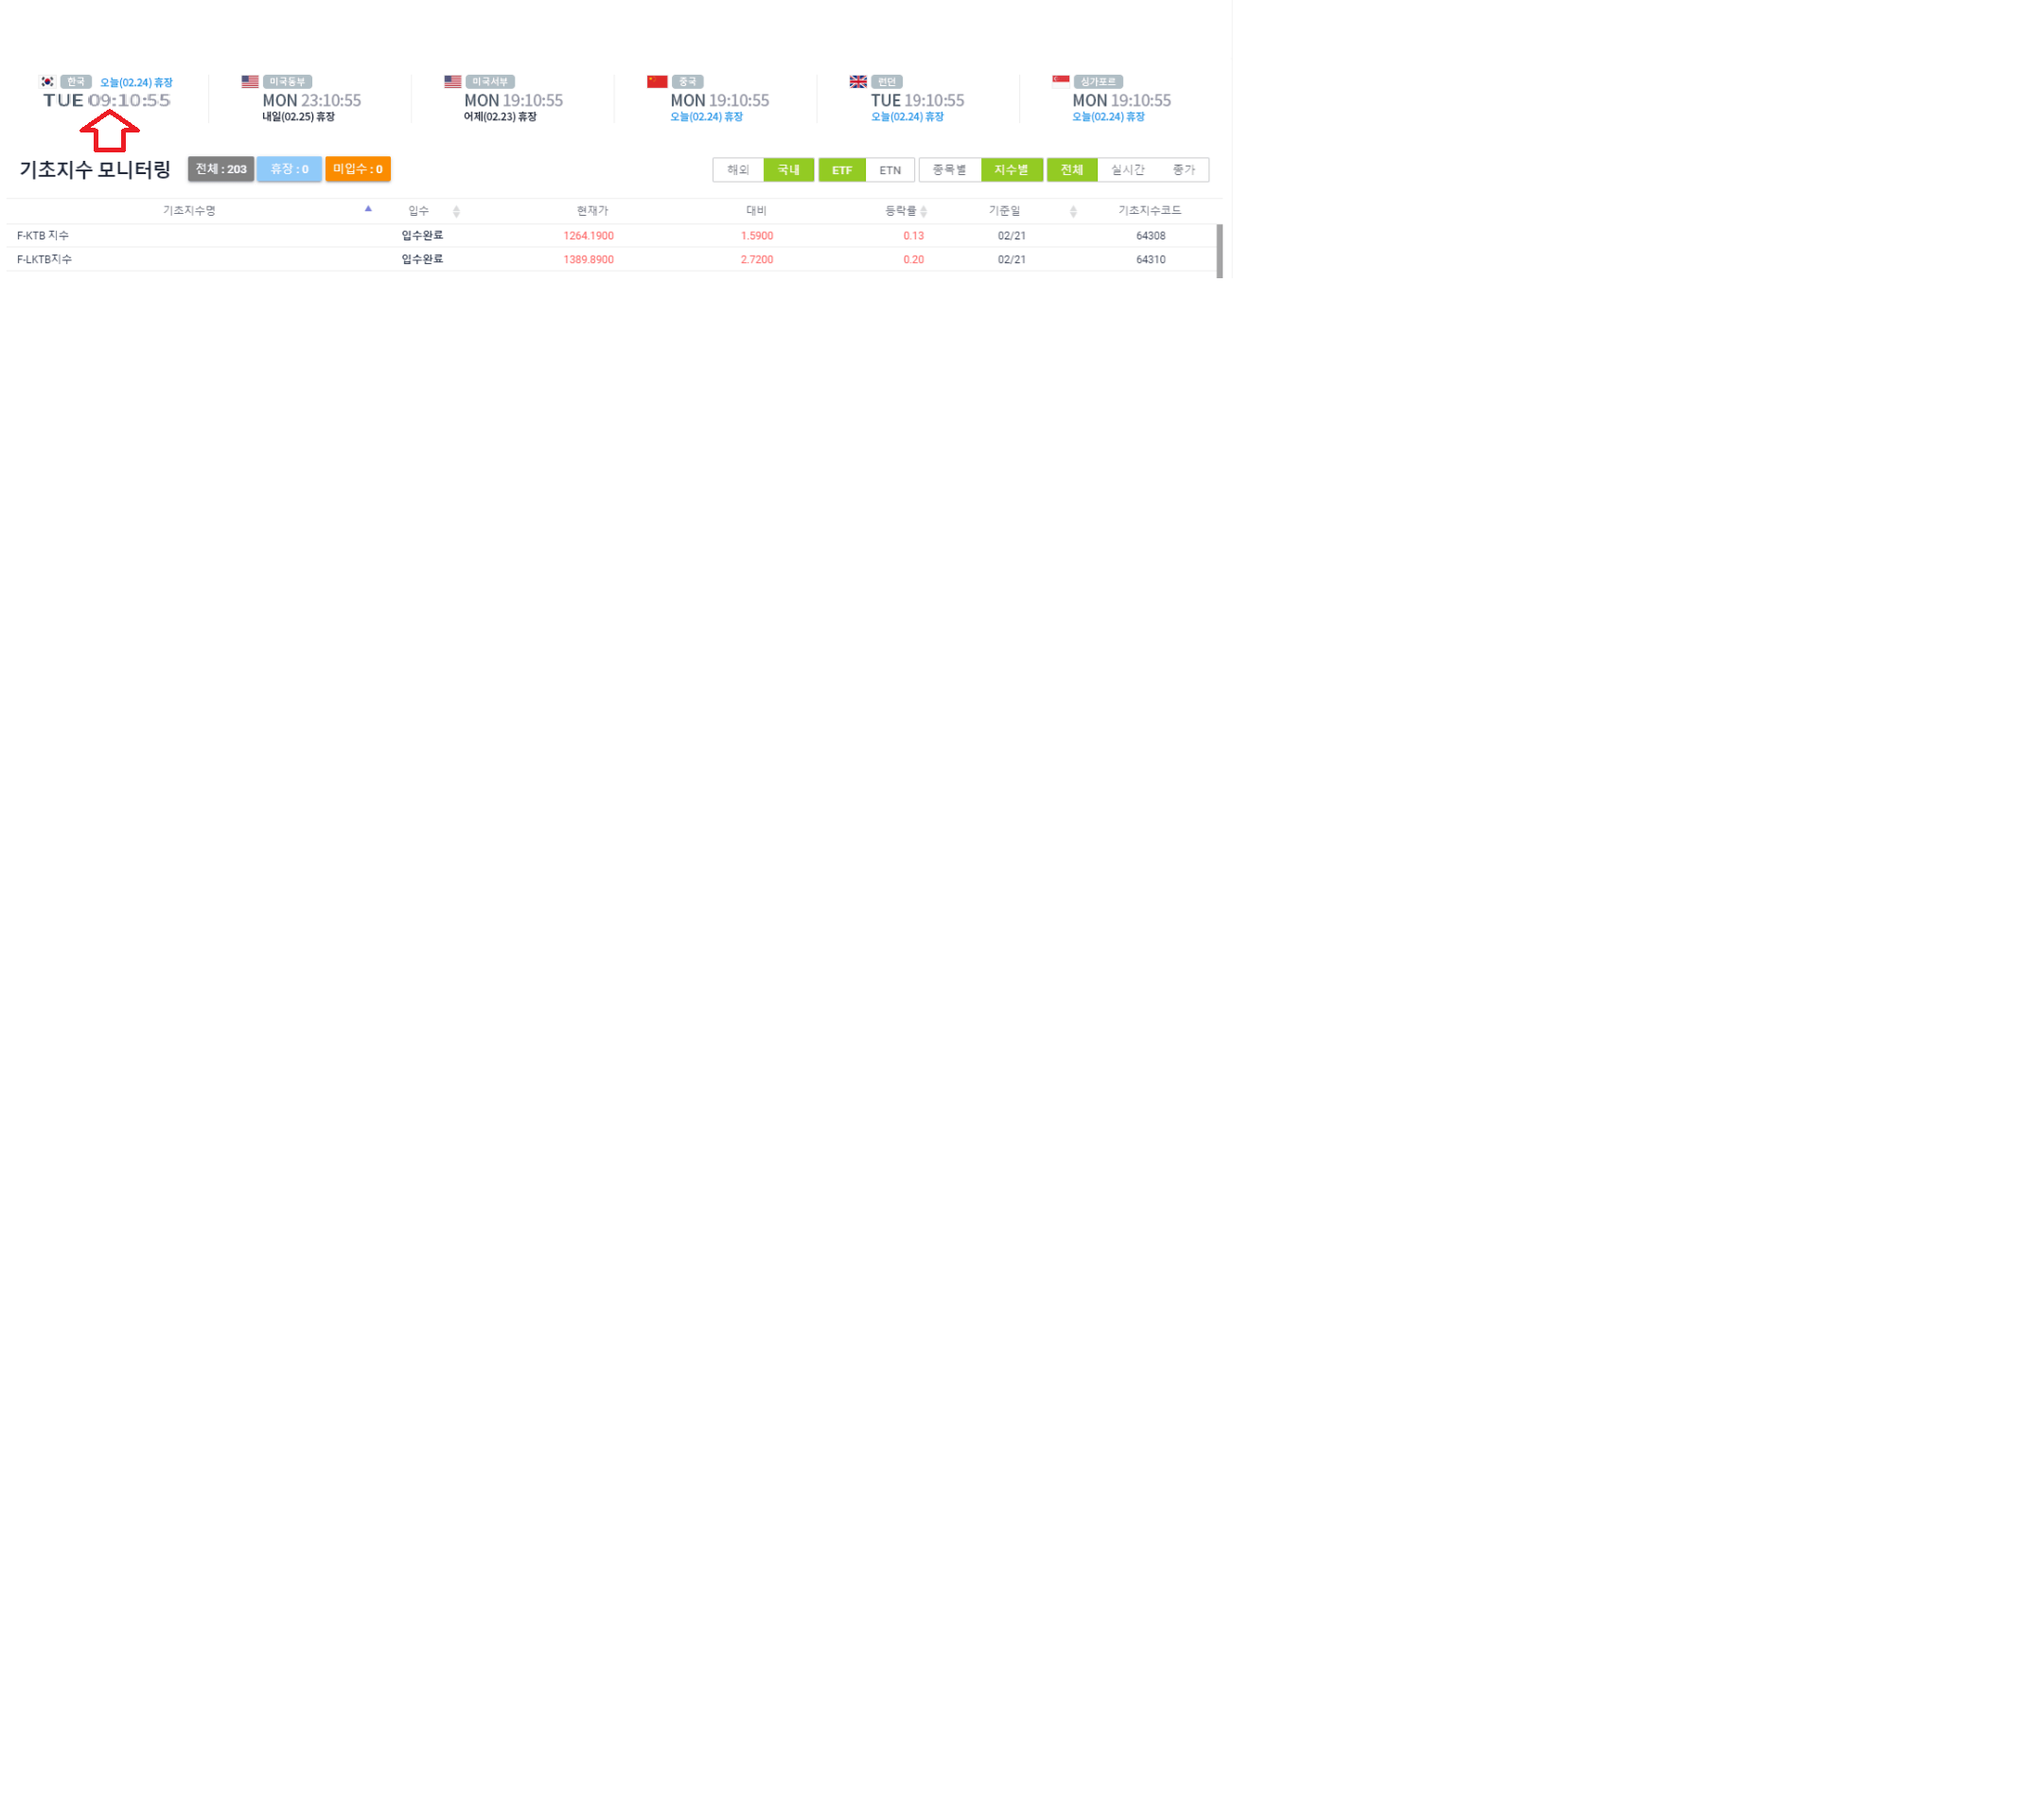 한국 오늘(02.24) 휴장
TUE 09:10:55
미국동부
MON 23:10:55
내일(02.25) 휴장
미국서부
MON 19:10:55
어제(02.23) 휴장
중국
MON 19:10:55
오늘(02.24) 휴장
런던
TUE 19:10:55
오늘(02.24) 휴장
싱가포르
MON 19:10:55
오늘(02.24) 휴장
기초지수 모니터링 전체 : 203 휴장 : 0 미입수 : 0 해외 국내 ETF ETN 종목별 지수별 전체 실시간 종가
기초지수명 입수 현재가 대비 등락률 기준일 기초지수코드
F-KTB 지수 입수완료 1264.1900 1.5900 0.13 02/21 64308
F-LKTB지수 입수완료 1389.8900 2.7200 0.20 02/21 64310